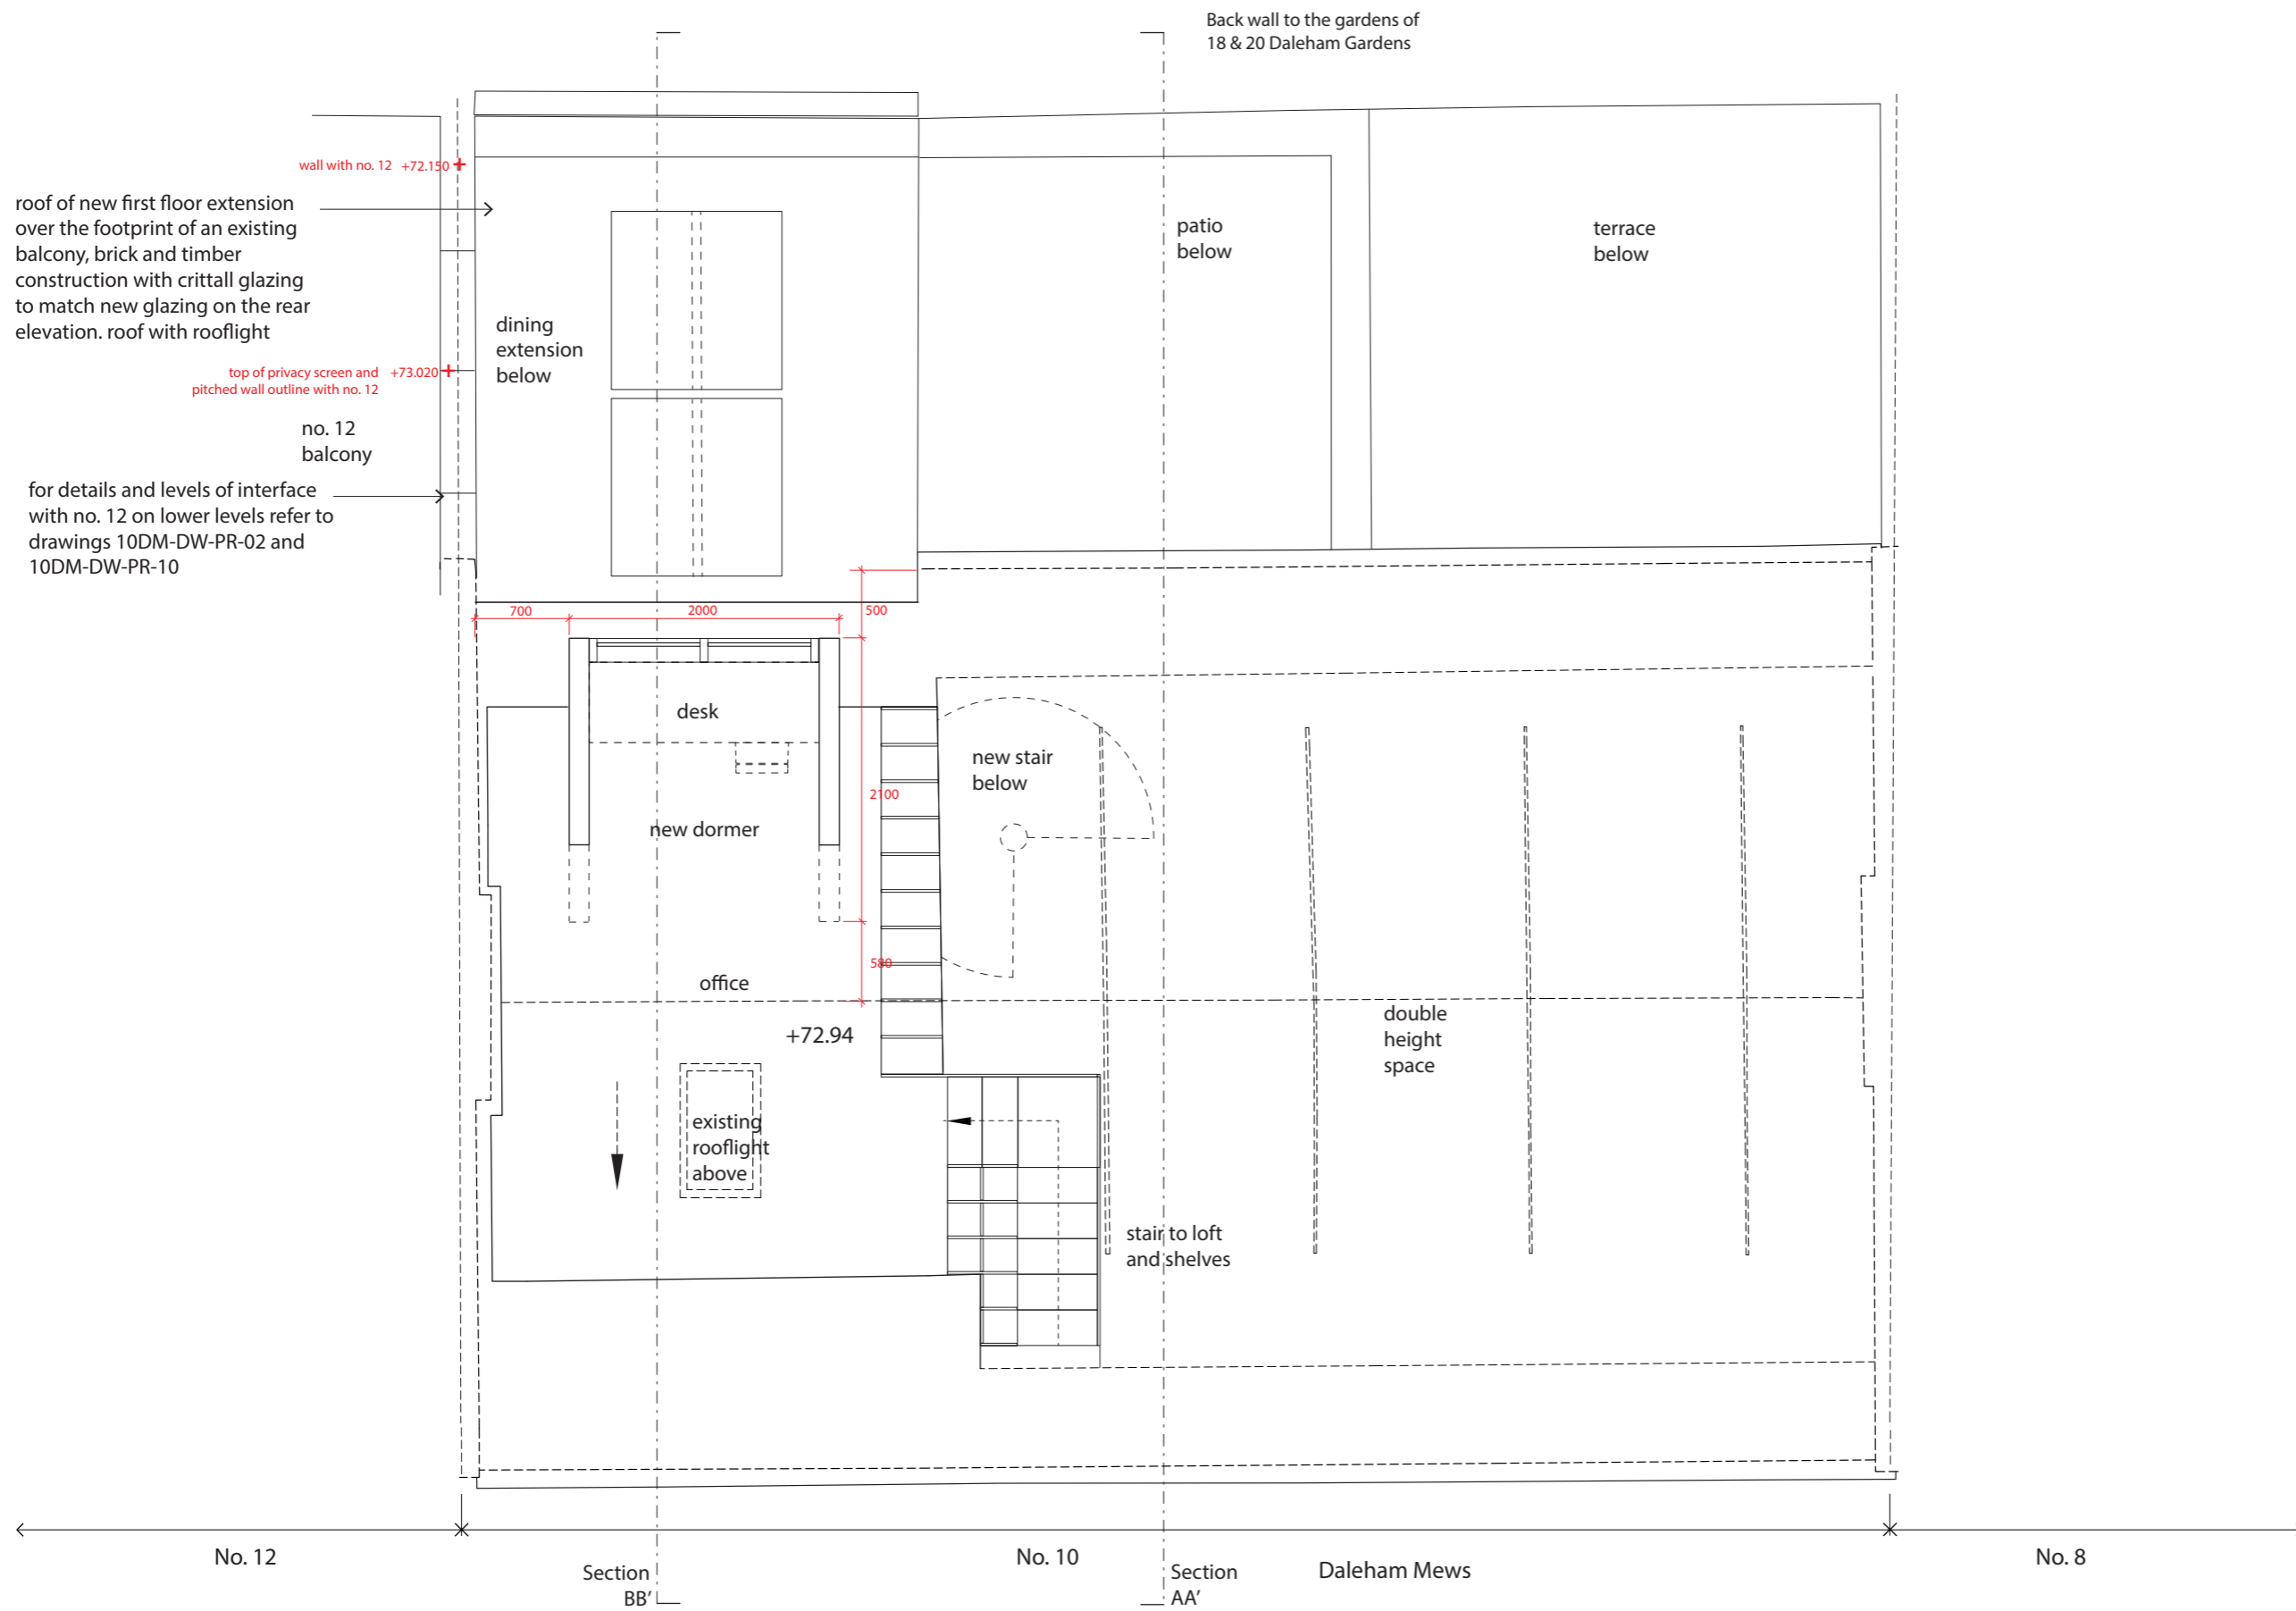 Back wall to the gardens of
18 & 20 Daleham Gardens
wall with no. 12 +72.150
roof of new first floor extension
over the footprint of an existing
balcony, brick and timber
construction with crittall glazing
to match new glazing on the rear
elevation. roof with rooflight
patio
below
terrace
below
dining
extension
below
top of privacy screen and +73.020
pitched wall outline with no. 12
no. 12
balcony
for details and levels of interface
with no. 12 on lower levels refer to
drawings 10DM-DW-PR-02 and
10DM-DW-PR-10
700
2000
500
desk
new stair
below
2100
new dormer
580
office
+72.94
double
height
space
existing
rooflight
above
stair to loft
and shelves
No. 12
No. 10
No. 8
Section
BB’
Section
AA’
Daleham Mews